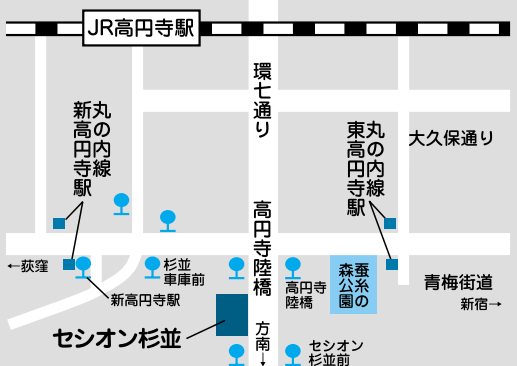 JR高円寺駅
環七通り
丸の内線
新高円寺駅
丸の内線
東高円寺駅
大久保通り
高円寺陸橋
←荻窪
杉並
車庫前
高円寺
陸橋
蚕糸の
森公園
青梅街道
新宿→
新高円寺駅
セシオン杉並
方南→
セシオン
杉並前